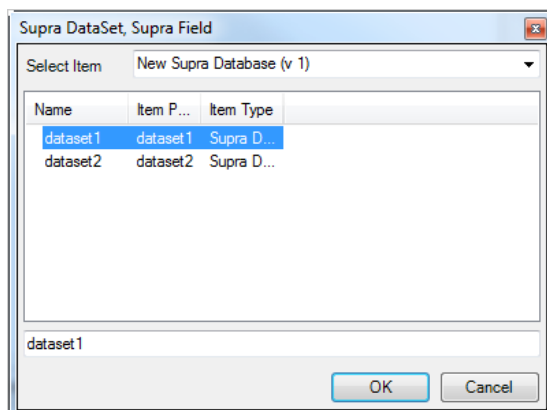 Supra DataSet, Supra Field
Select Item New Supra Database (v 1)
Name Item P... Item Type
dataset1 dataset1 Supra D...
dataset2 dataset2 Supra D...
dataset1
OK Cancel